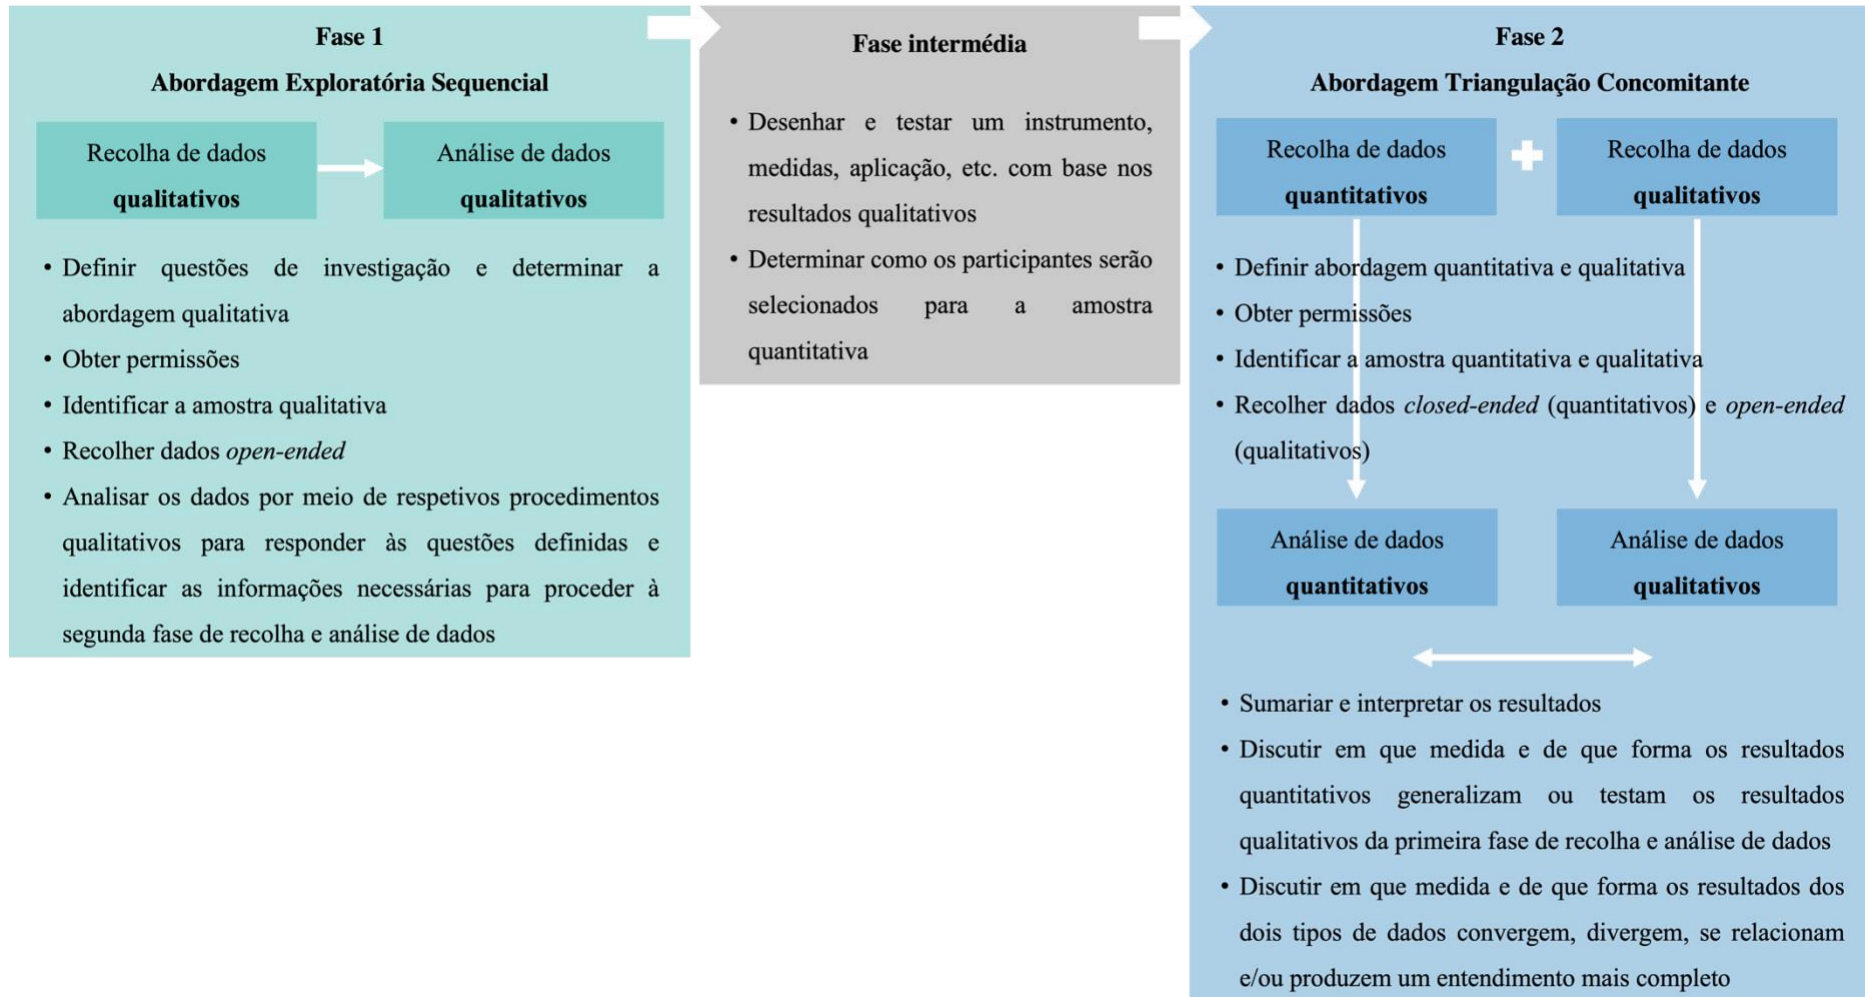 Fase 1
Abordagem Exploratória Sequencial
Recolha de dados
qualitativos
Análise de dados
qualitativos
• Definir questões de investigação e determinar a
abordagem qualitativa
• Obter permissões
• Identificar a amostra qualitativa
• Recolher dados open-ended
• Analisar os dados por meio de respetivos procedimentos
qualitativos para responder às questões definidas e
identificar as informações necessárias para proceder à
segunda fase de recolha e análise de dados
Fase intermédia
• Desenhar e testar um instrumento,
medidas, aplicação, etc. com base nos
resultados qualitativos
• Determinar como os participantes serão
selecionados para a amostra
quantitativa
Fase 2
Abordagem Triangulação Concomitante
Recolha de dados
quantitativos
Recolha de dados
qualitativos
• Definir abordagem quantitativa e qualitativa
• Obter permissões
• Identificar a amostra quantitativa e qualitativa
• Recolher dados closed-ended (quantitativos) e open-ended
(qualitativos)
Análise de dados
quantitativos
Análise de dados
qualitativos
• Sumariar e interpretar os resultados
• Discutir em que medida e de que forma os resultados
quantitativos generalizam ou testam os resultados
qualitativos da primeira fase de recolha e análise de dados
• Discutir em que medida e de que forma os resultados dos
dois tipos de dados convergem, divergem, se relacionam
e/ou produzem um entendimento mais completo